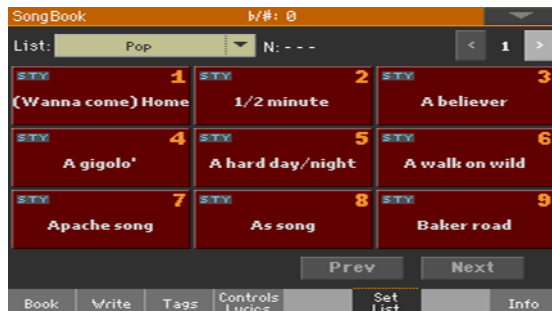 SongBook ♭/#: 0
List: Pop N: - - - < 1 >
STY 1 STY 2 STY 3
(Wanna come) Home 1/2 minute A believer
STY 4 STY 5 STY 6
A gigolo' A hard day/night A walk on wild
STY 7 STY 8 STY 9
Apache song As song Baker road
Prev Next
Book Write Tags Controls Lyrics Set List Info